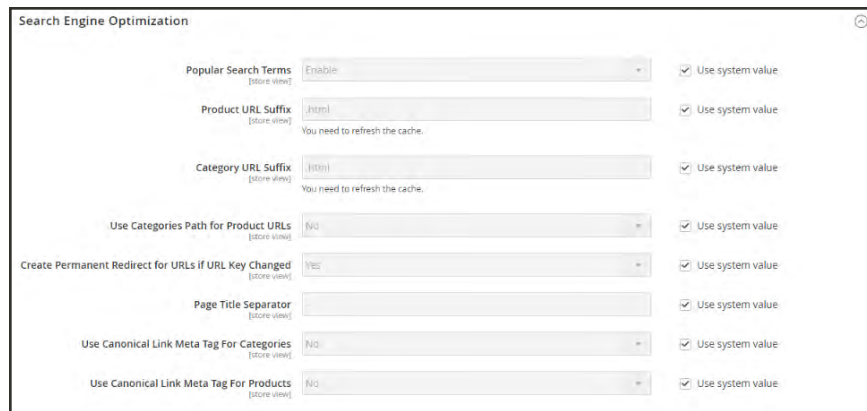 Search Engine Optimization
Popular Search Terms Enable Use system value
[store view]
Product URL Suffix .html Use system value
[store view]
You need to refresh the cache.
Category URL Suffix .html Use system value
[store view]
You need to refresh the cache.
Use Categories Path for Product URLs No Use system value
[store view]
Create Permanent Redirect for URLs if URL Key Changed Yes Use system value
[store view]
Page Title Separator - Use system value
[store view]
Use Canonical Link Meta Tag For Categories No Use system value
[store view]
Use Canonical Link Meta Tag For Products No Use system value
[store view]